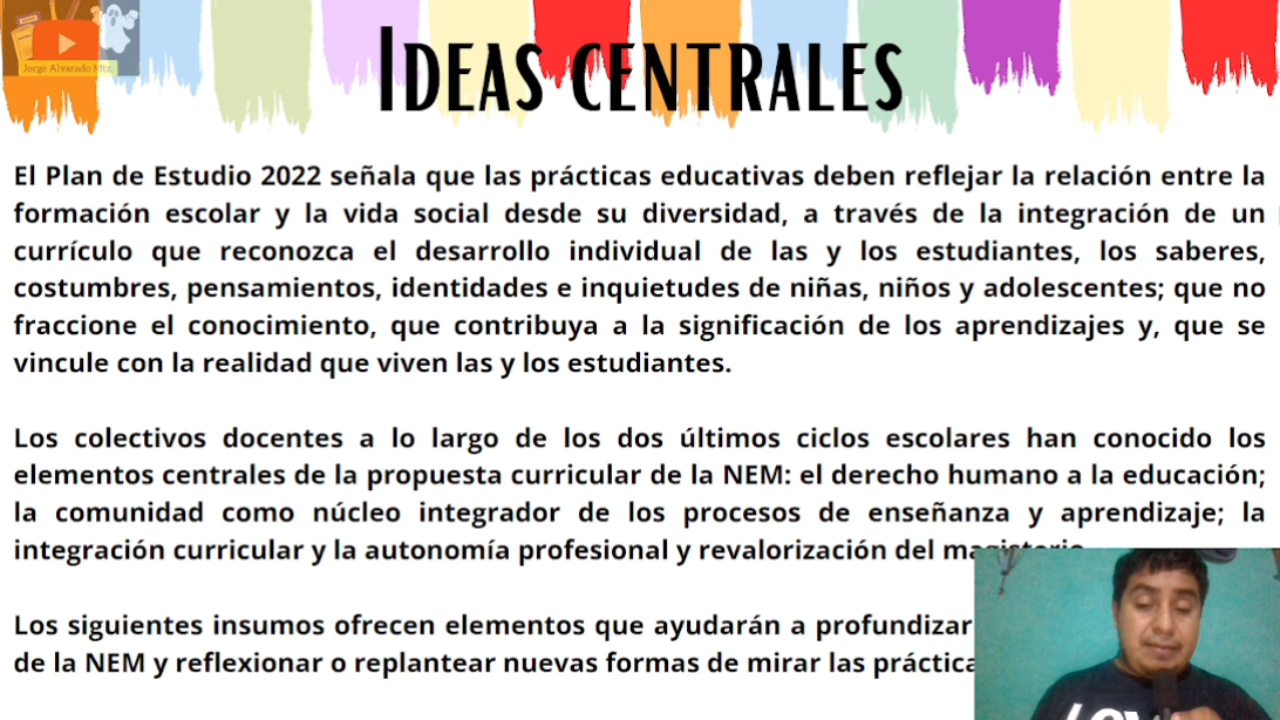 Jorge Alvarado Mtz.
IDEAS CENTRALES
El Plan de Estudio 2022 señala que las prácticas educativas deben reflejar la relación entre la
formación escolar y la vida social desde su diversidad, a través de la integración de un
currículo que reconozca el desarrollo individual de las y los estudiantes, los saberes,
costumbres, pensamientos, identidades e inquietudes de niñas, niños y adolescentes; que no
fraccione el conocimiento, que contribuya a la significación de los aprendizajes y, que se
vincule con la realidad que viven las y los estudiantes.
Los colectivos docentes a lo largo de los dos últimos ciclos escolares han conocido los
elementos centrales de la propuesta curricular de la NEM: el derecho humano a la educación;
la comunidad como núcleo integrador de los procesos de enseñanza y aprendizaje; la
integración curricular y la autonomía profesional y revalorización del magisterio.
Los siguientes insumos ofrecen elementos que ayudarán a profundizar
de la NEM y reflexionar o replantear nuevas formas de mirar las práctica